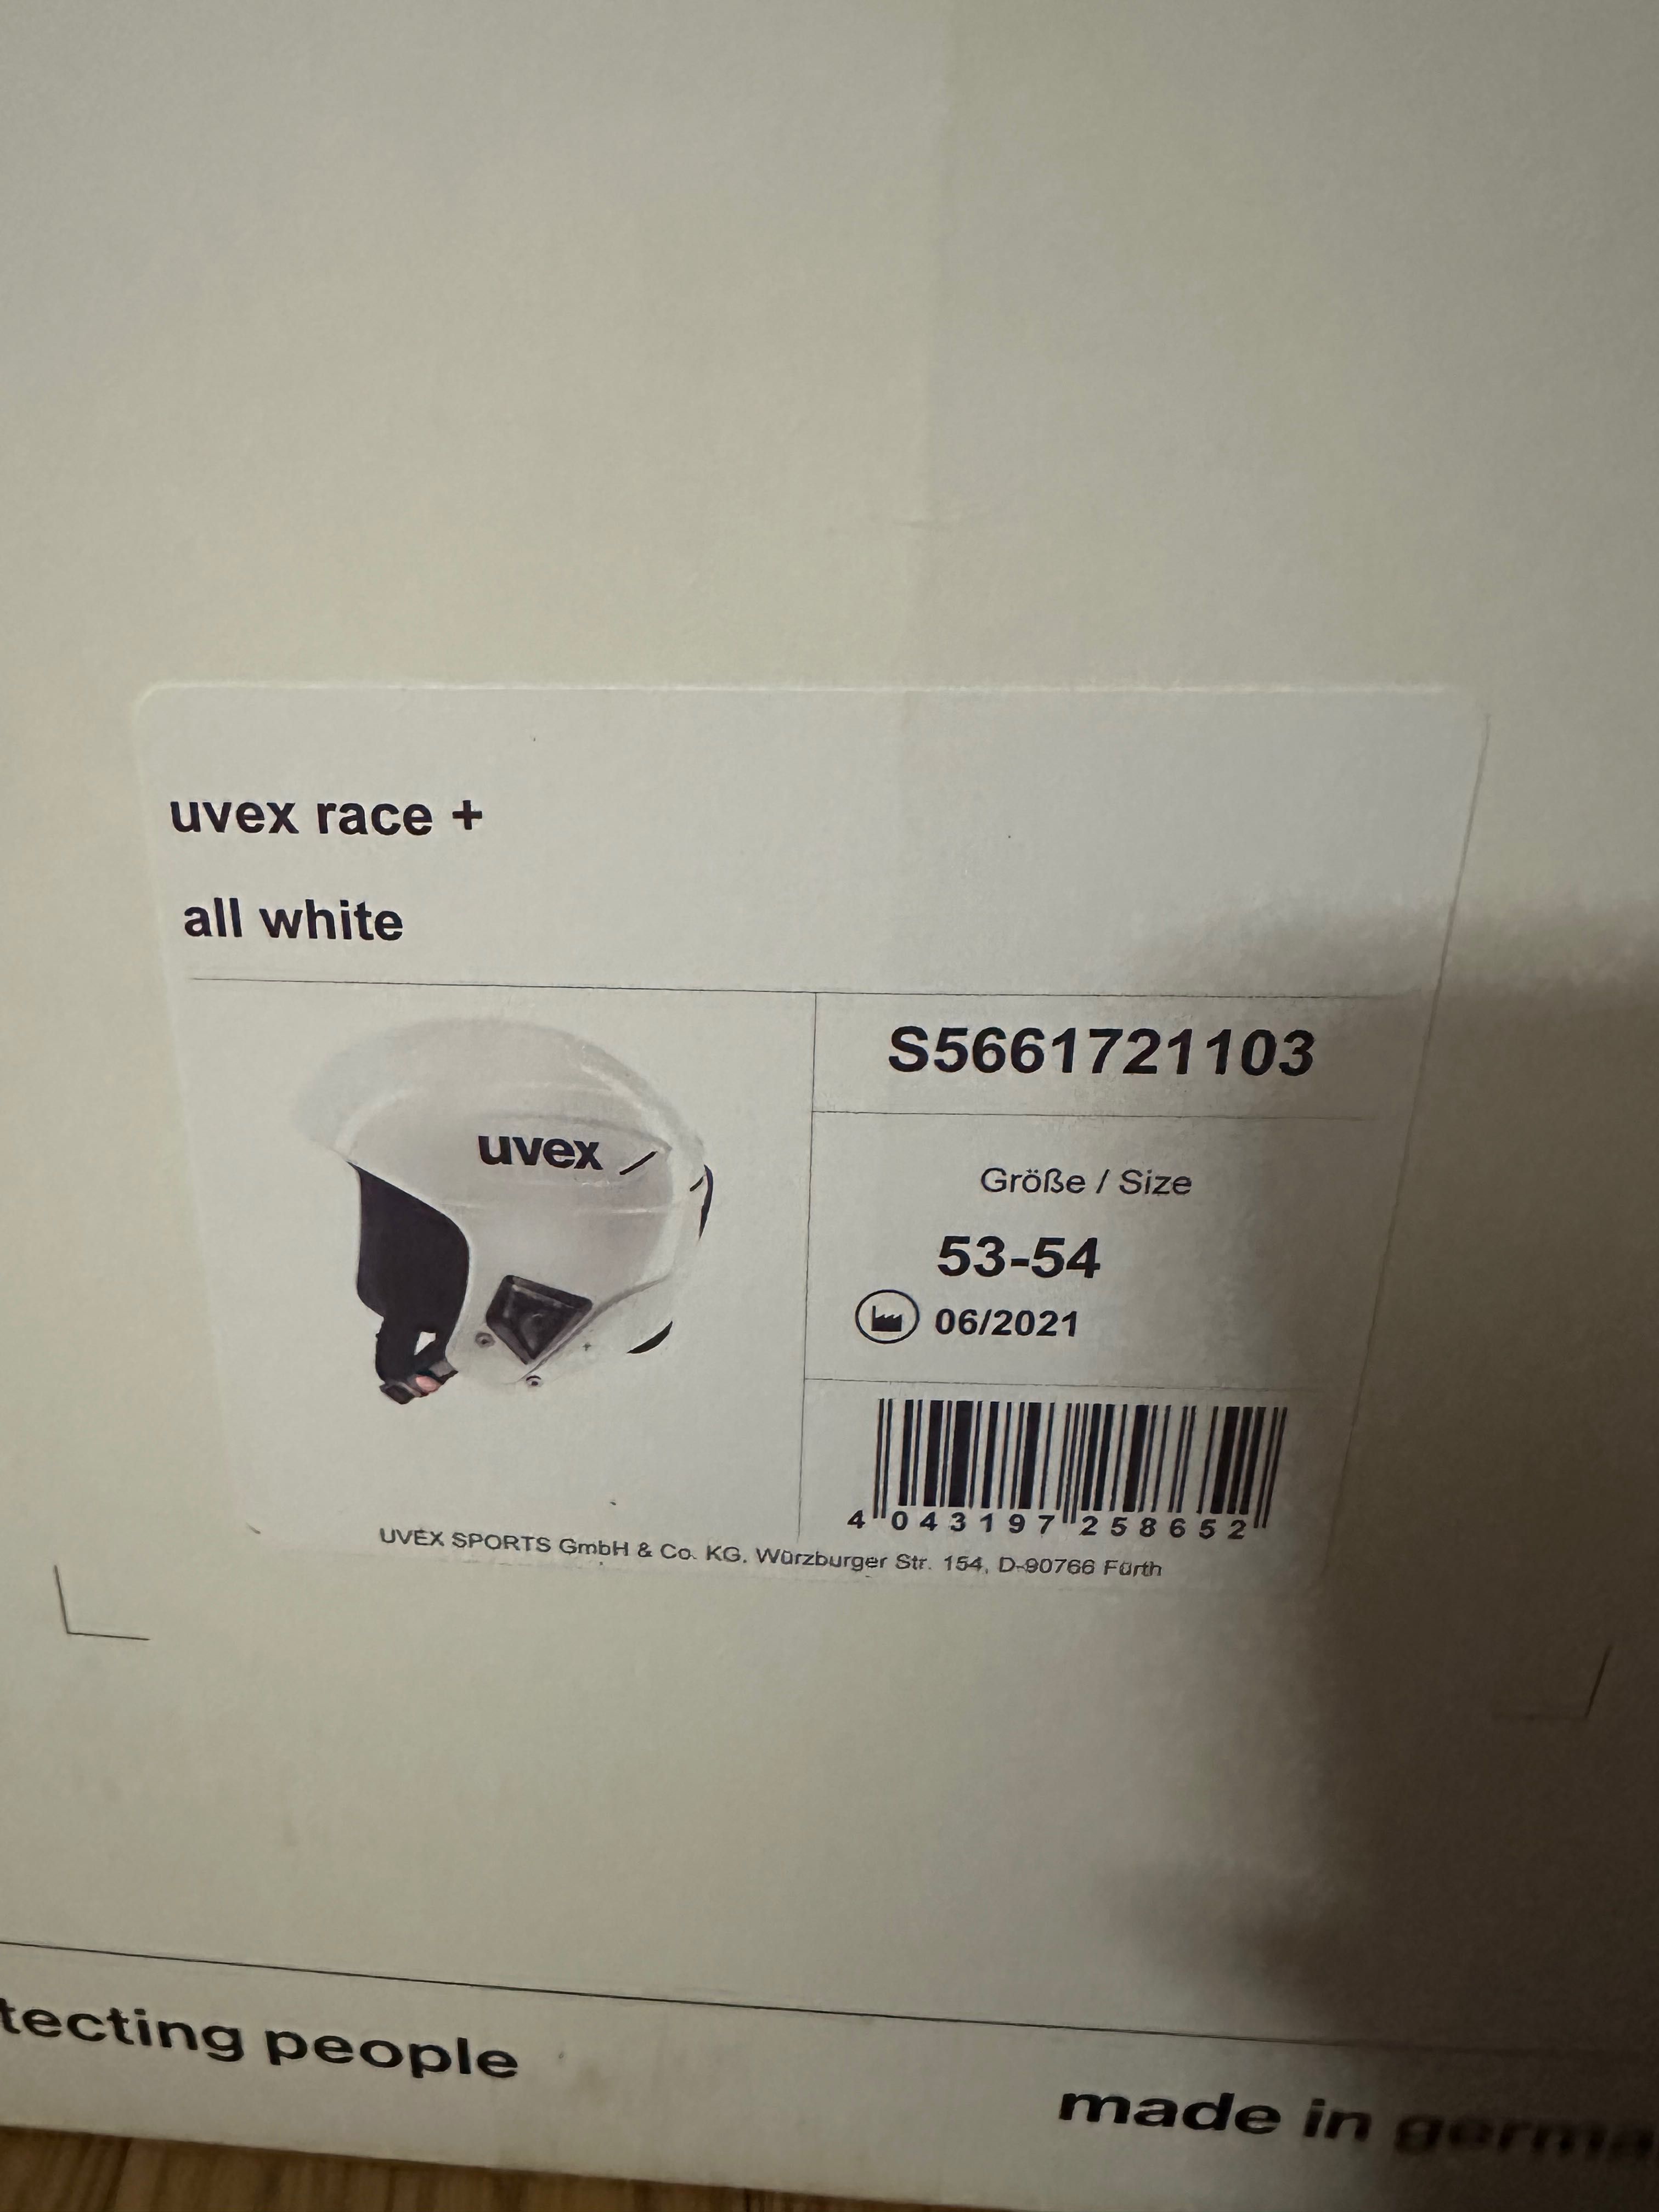 uvex race +
all white
uvex
S5661721103
Größe / Size
53-54
06/2021
4 043197 258652
UVEX SPORTS GmbH & Co. KG. Würzburger Str. 154, D-90766 Fürth
tecting people
made in germa